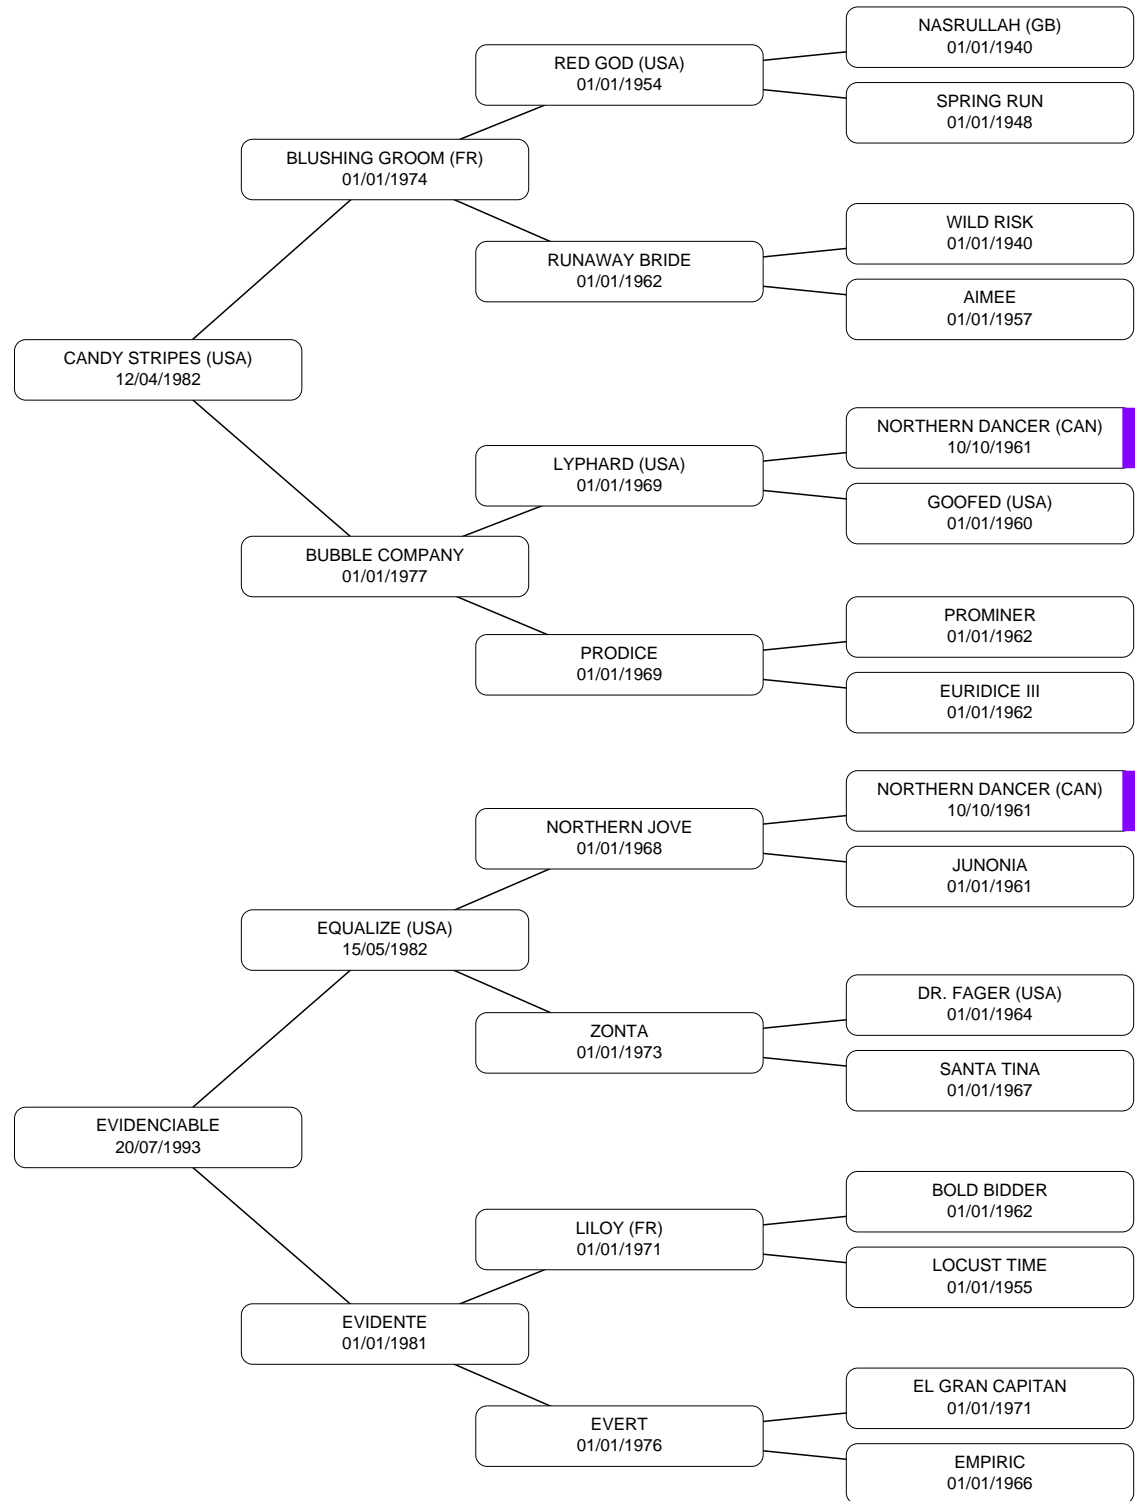 NASRULLAH (GB)
01/01/1940
RED GOD (USA)
01/01/1954
SPRING RUN
01/01/1948
BLUSHING GROOM (FR)
01/01/1974
WILD RISK
01/01/1940
RUNAWAY BRIDE
01/01/1962
AIMEE
01/01/1957
CANDY STRIPES (USA)
12/04/1982
NORTHERN DANCER (CAN)
10/10/1961
LYPHARD (USA)
01/01/1969
GOOFED (USA)
01/01/1960
BUBBLE COMPANY
01/01/1977
PROMINER
01/01/1962
PRODICE
01/01/1969
EURIDICE III
01/01/1962
NORTHERN DANCER (CAN)
10/10/1961
NORTHERN JOVE
01/01/1968
JUNONIA
01/01/1961
EQUALIZE (USA)
15/05/1982
DR. FAGER (USA)
01/01/1964
ZONTA
01/01/1973
SANTA TINA
01/01/1967
EVIDENCIABLE
20/07/1993
BOLD BIDDER
01/01/1962
LILOY (FR)
01/01/1971
LOCUST TIME
01/01/1955
EVIDENTE
01/01/1981
EL GRAN CAPITAN
01/01/1971
EVERT
01/01/1976
EMPIRIC
01/01/1966